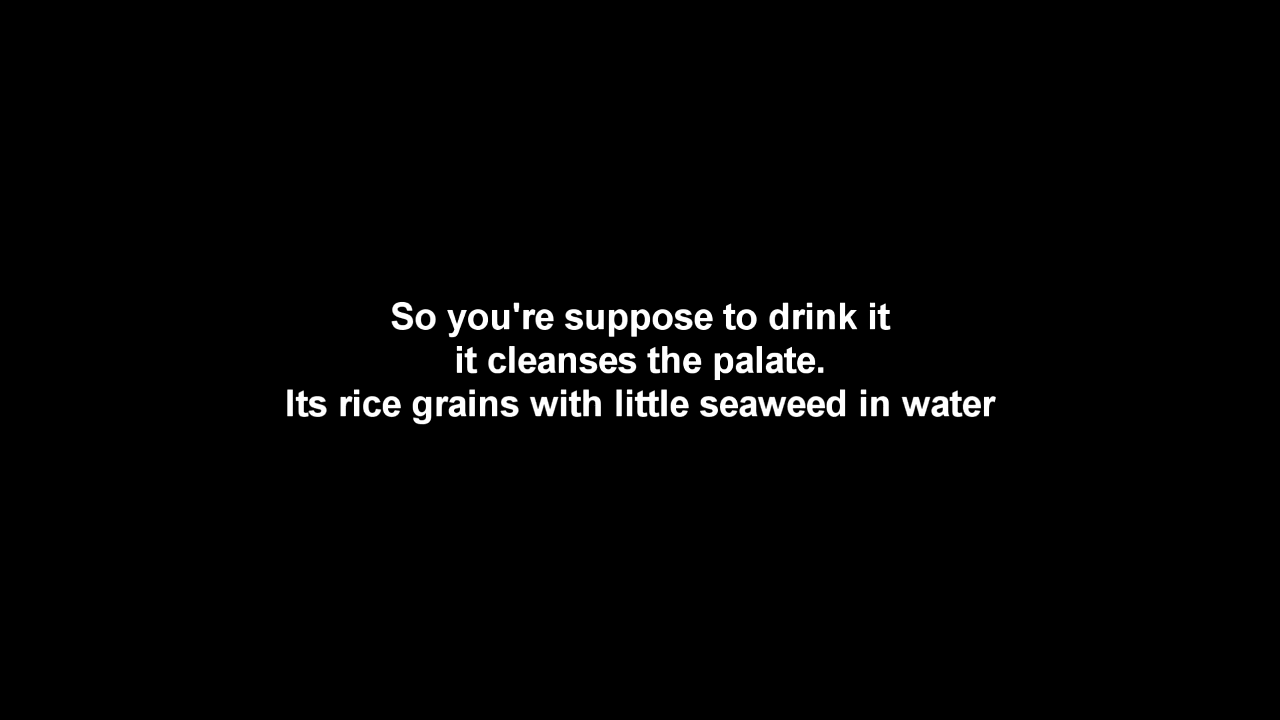 So you're suppose to drink it
it cleanses the palate.
Its rice grains with little seaweed in water